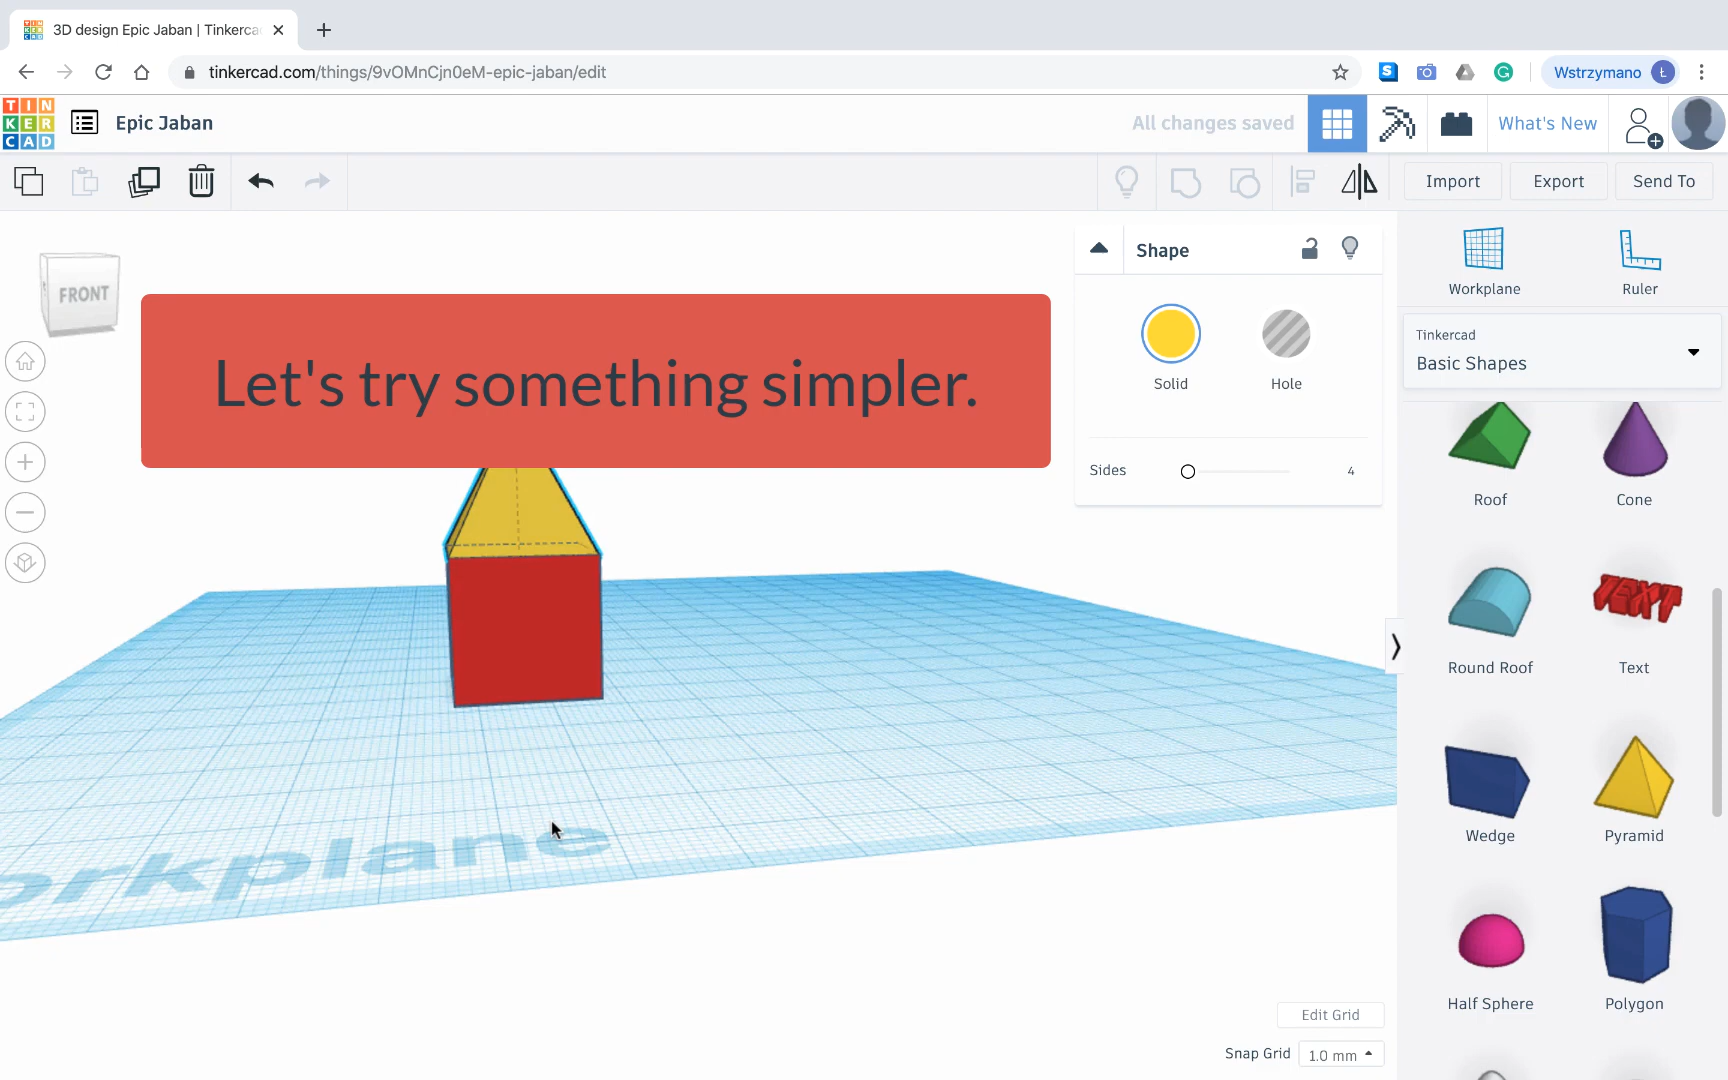 3D design Epic Jaban | Tinkerca
tinkercad.com/things/9vOMnCjn0eM-epic-jaban/edit
S
G
Wstrzymano
Ł
TIN
KER
CAD
Epic Jaban
All changes saved
What's New
Import
Export
Send To
FRONT
Let's try something simpler.
Shape
Solid
Hole
Sides
4
Workplane
Ruler
Tinkercad
Basic Shapes
Roof
Cone
Round Roof
TEXT
Text
Wedge
Pyramid
Half Sphere
Polygon
orkplane
Edit Grid
Snap Grid
1.0 mm